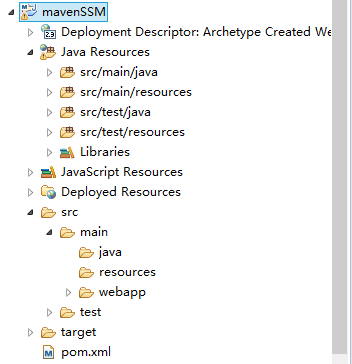 mavenSSM
Deployment Descriptor: Archetype Created We
Java Resources
src/main/java
src/main/resources
src/test/java
src/test/resources
Libraries
JavaScript Resources
Deployed Resources
src
main
java
resources
webapp
test
target
pom.xml